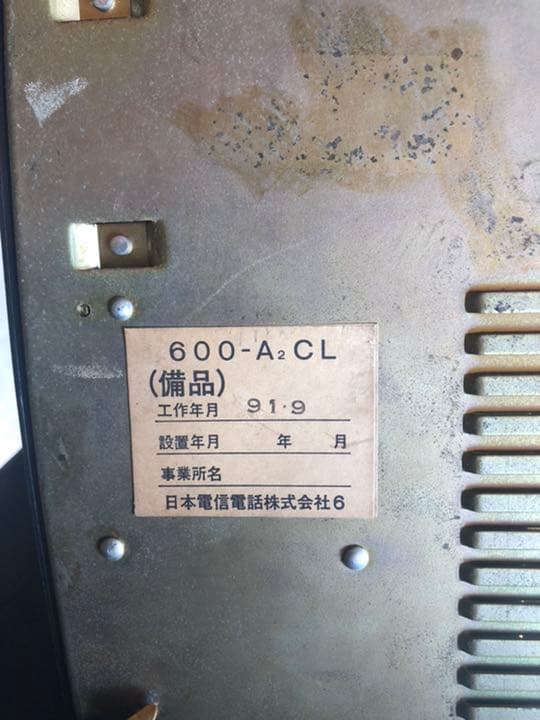 600-A₂CL
(備品)
工作年月 91.9
設置年月 年 月
事業所名
日本電信電話株式会社6